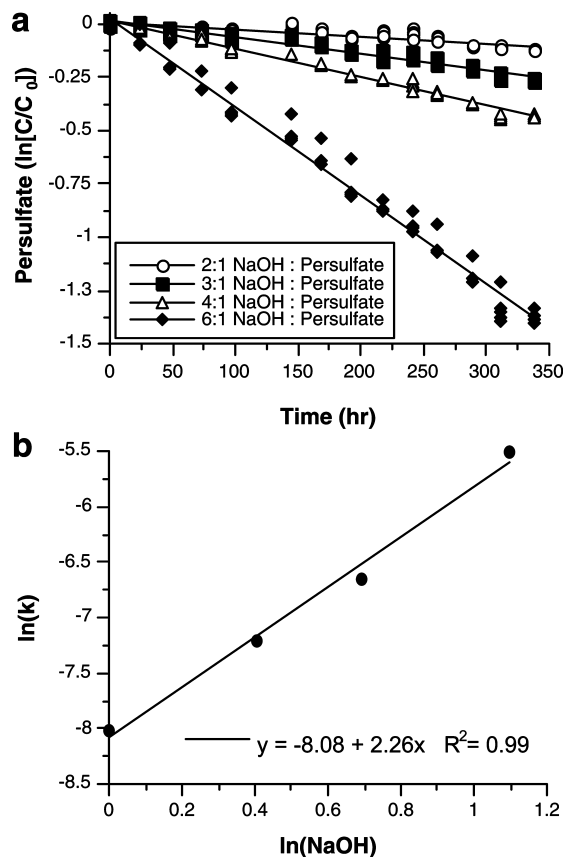 a
0
-0.25
-0.5
-0.75
-1
-1.3
-1.5
Persulfate (ln[C/C₀])
2:1 NaOH : Persulfate
3:1 NaOH : Persulfate
4:1 NaOH : Persulfate
6:1 NaOH : Persulfate
0 50 100 150 200 250 300 350
Time (hr)
b
-5.5
-6
-6.5
-7
-7.5
-8
-8.5
ln(k)
y = -8.08 + 2.26x R²= 0.99
0 0.2 0.4 0.6 0.8 1 1.2
ln(NaOH)